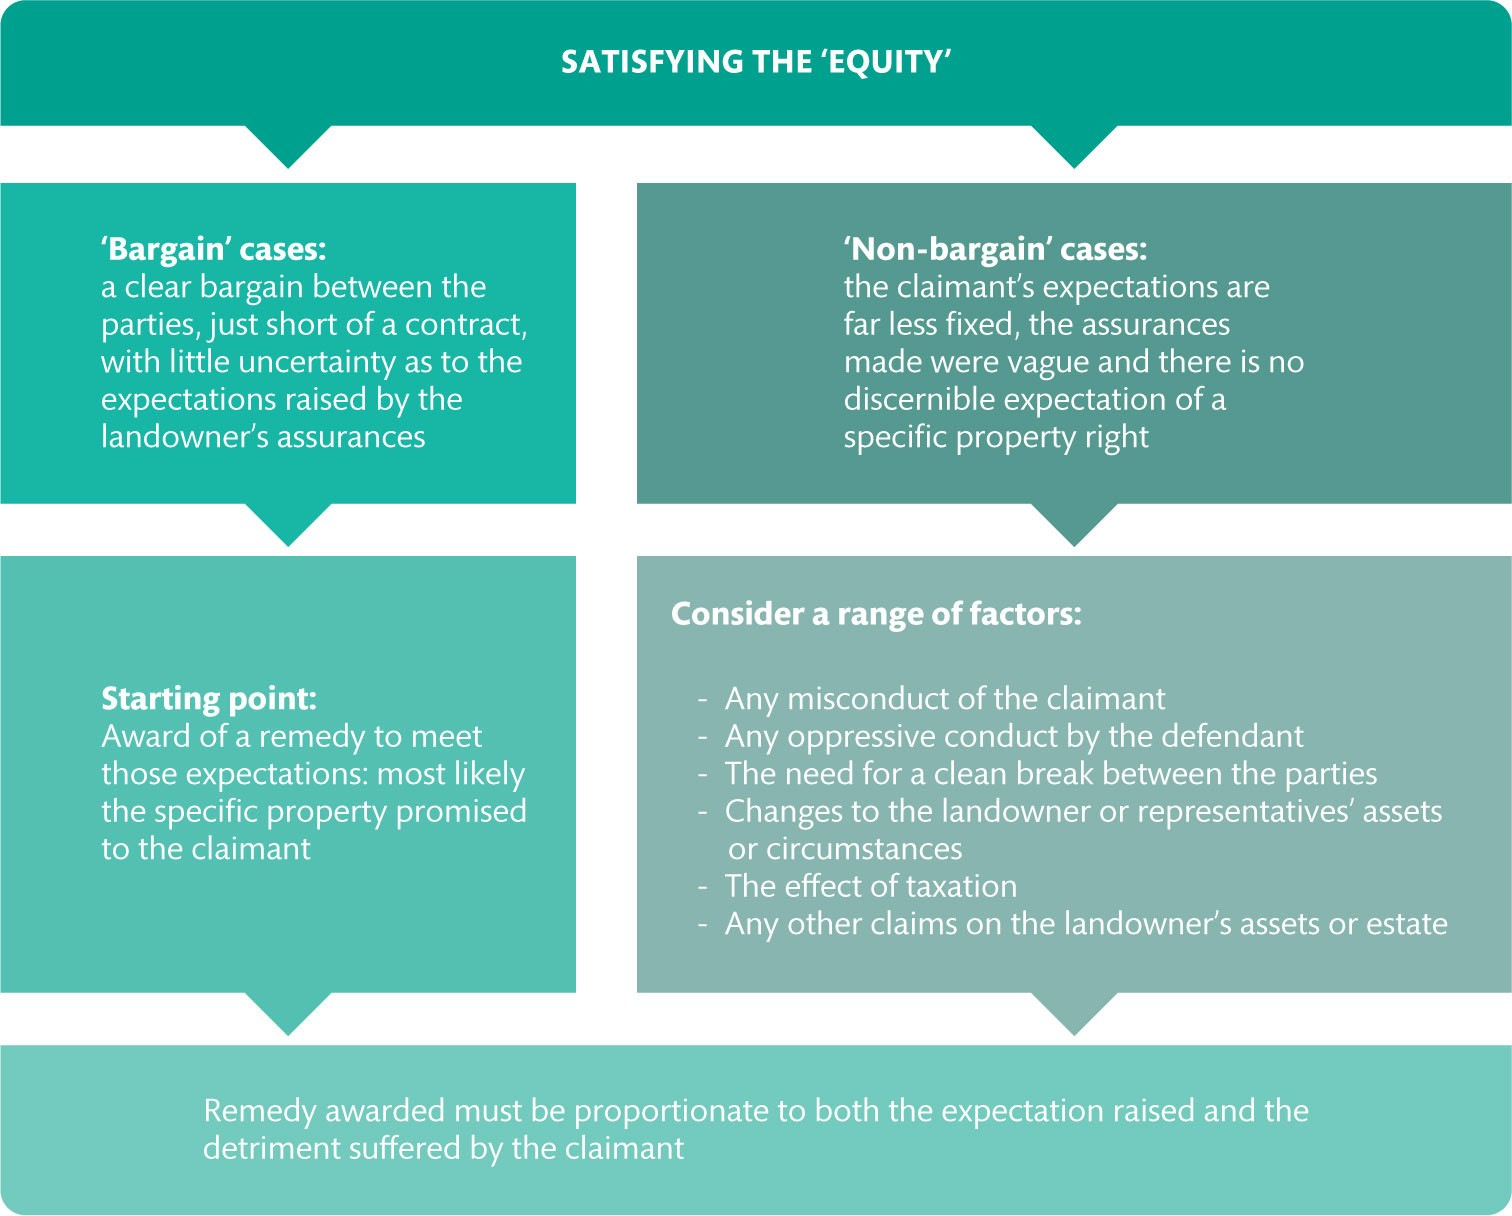 SATISFYING THE ‘EQUITY’
‘Bargain’ cases:
a clear bargain between the
parties, just short of a contract,
with little uncertainty as to the
expectations raised by the
landowner’s assurances
‘Non-bargain’ cases:
the claimant’s expectations are
far less fixed, the assurances
made were vague and there is no
discernible expectation of a
specific property right
Starting point:
Award of a remedy to meet
those expectations: most likely
the specific property promised
to the claimant
Consider a range of factors:
- Any misconduct of the claimant
- Any oppressive conduct by the defendant
- The need for a clean break between the parties
- Changes to the landowner or representatives’ assets
or circumstances
- The effect of taxation
- Any other claims on the landowner’s assets or estate
Remedy awarded must be proportionate to both the expectation raised and the
detriment suffered by the claimant